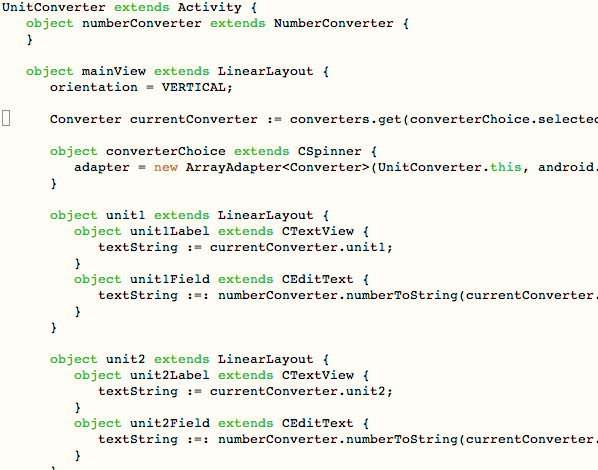 UnitConverter extends Activity {
object numberConverter extends NumberConverter {
}
object mainView extends LinearLayout {
orientation = VERTICAL;
Converter currentConverter := converters.get(converterChoice.selected
object converterChoice extends CSpinner {
adapter = new ArrayAdapter<Converter>(UnitConverter.this, android.
}
object unit1 extends LinearLayout {
object unit1Label extends CTextView {
textString := currentConverter.unit1;
}
object unit1Field extends CEditText {
textString :=: numberConverter.numberToString(currentConverter.
}
}
object unit2 extends LinearLayout {
object unit2Label extends CTextView {
textString := currentConverter.unit2;
}
object unit2Field extends CEditText {
textString :=: numberConverter.numberToString(currentConverter.
}
}